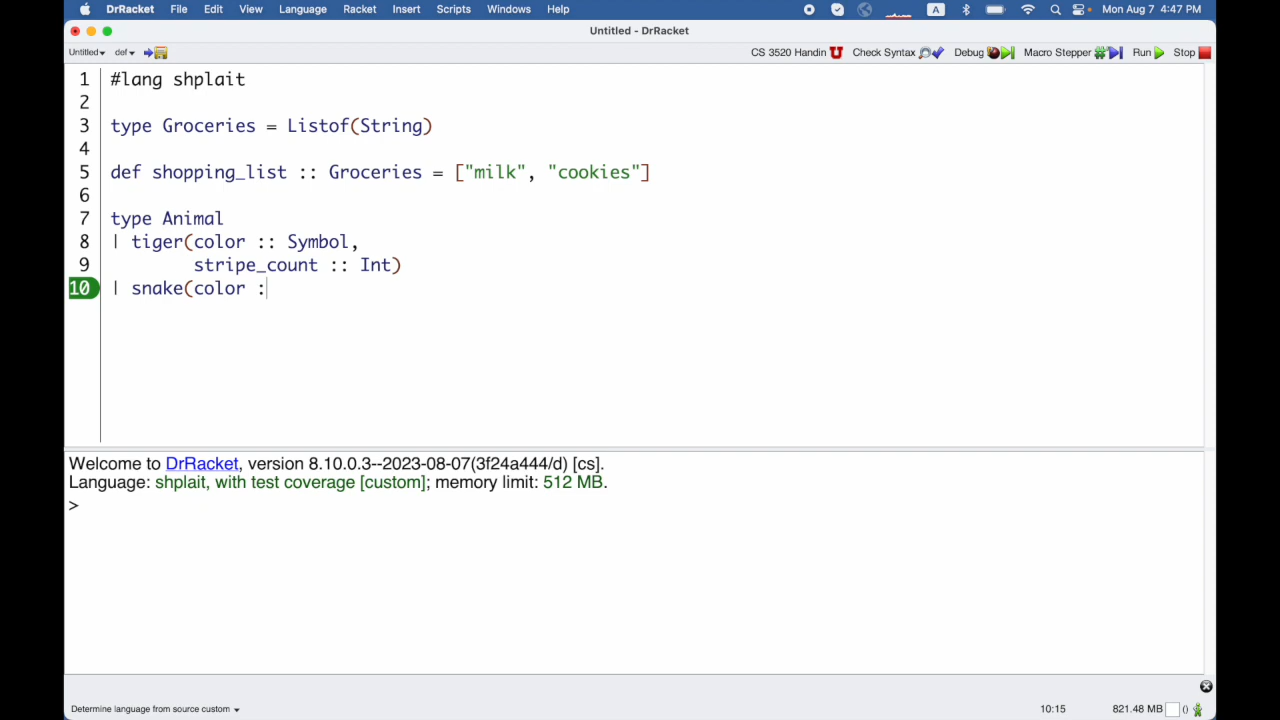 DrRacket File Edit View Language Racket Insert Scripts Windows Help A Mon Aug 7 4:47 PM
Untitled - DrRacket
Untitled def CS 3520 Handin Check Syntax Debug Macro Stepper Run Stop
1 #lang shplait
2
3 type Groceries = Listof(String)
4
5 def shopping_list :: Groceries = ["milk", "cookies"]
6
7 type Animal
8 | tiger(color :: Symbol,
9 stripe_count :: Int)
10 | snake(color :
Welcome to DrRacket, version 8.10.0.3--2023-08-07(3f24a444/d) [cs].
Language: shplait, with test coverage [custom]; memory limit: 512 MB.
>
Determine language from source custom 10:15 821.48 MB ()